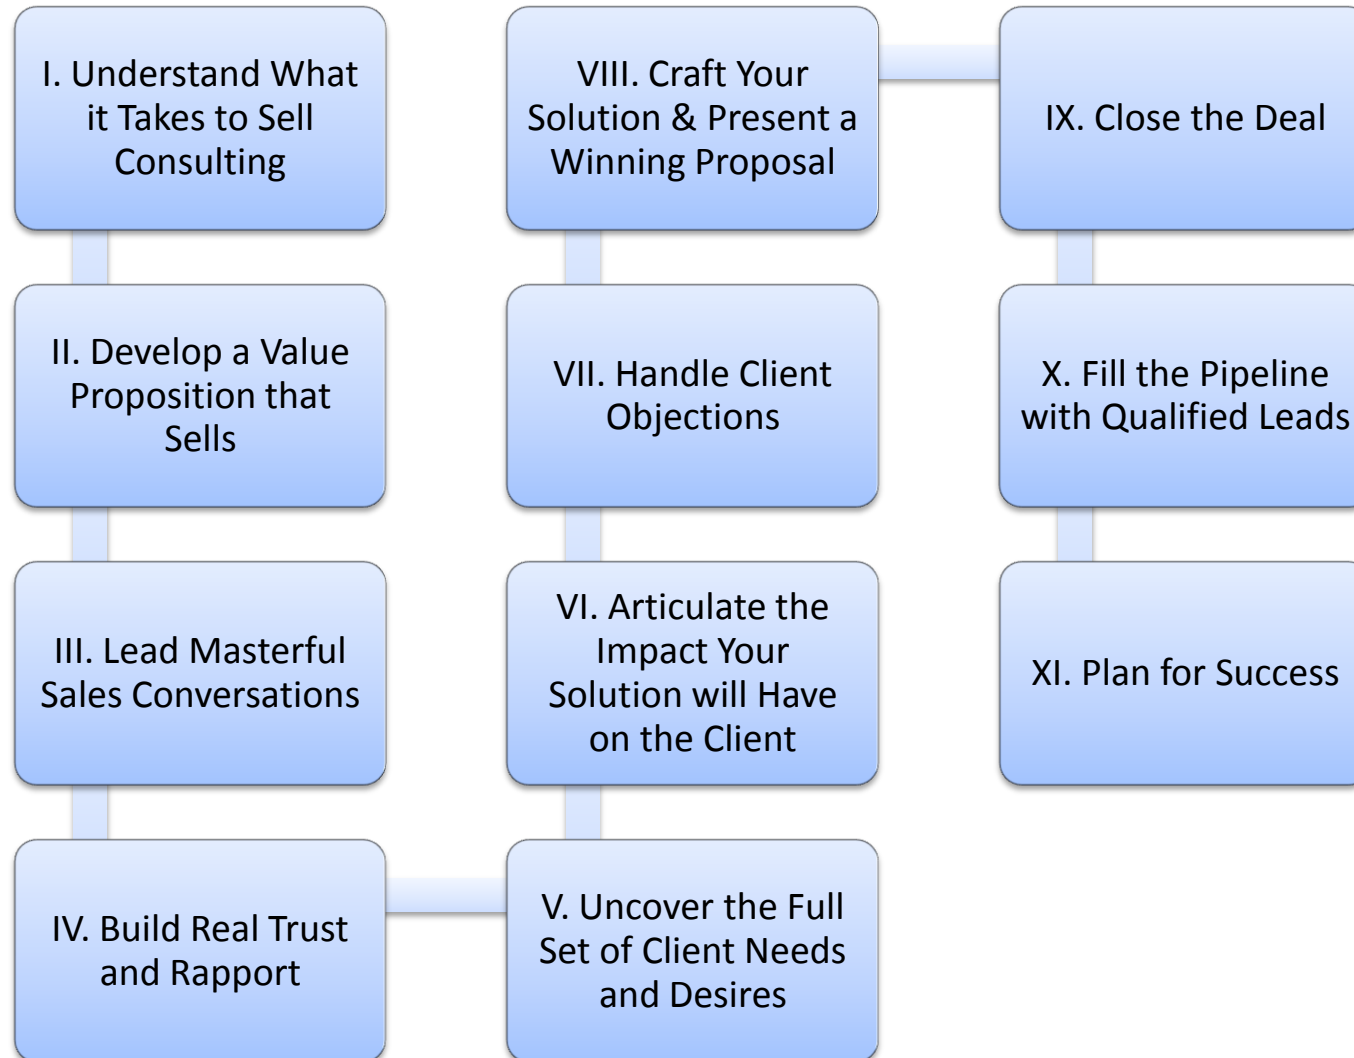 I. Understand What
it Takes to Sell
Consulting
II. Develop a Value
Proposition that
Sells
III. Lead Masterful
Sales Conversations
IV. Build Real Trust
and Rapport
V. Uncover the Full
Set of Client Needs
and Desires
VI. Articulate the
Impact Your
Solution will Have
on the Client
VII. Handle Client
Objections
VIII. Craft Your
Solution & Present a
Winning Proposal
IX. Close the Deal
X. Fill the Pipeline
with Qualified Leads
XI. Plan for Success